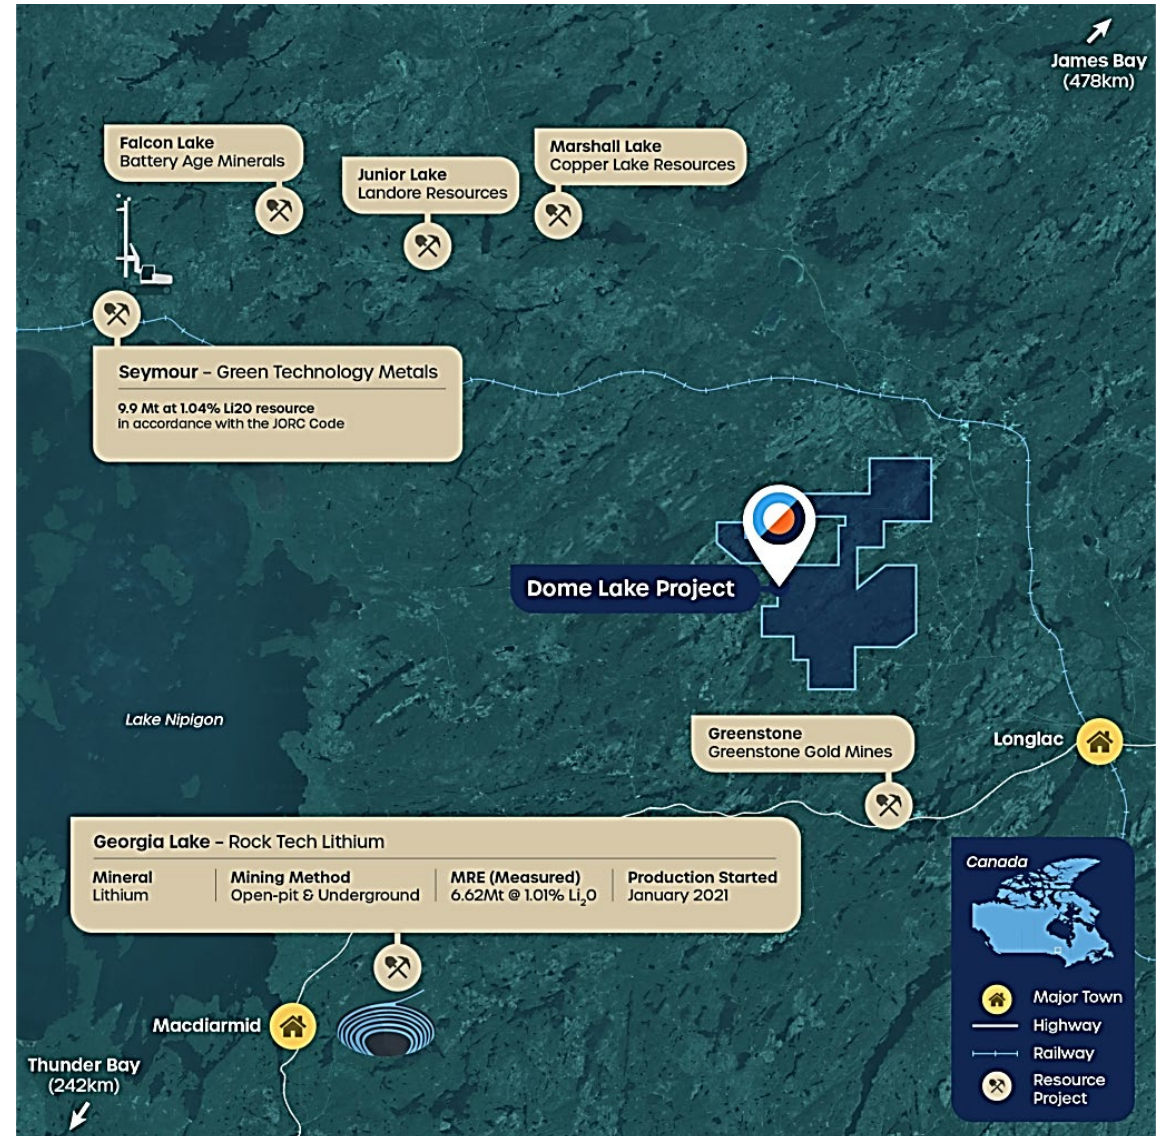 James Bay
(478km)
Falcon Lake
Battery Age Minerals
Junior Lake
Landore Resources
Marshall Lake
Copper Lake Resources
Seymour – Green Technology Metals
9.9 Mt at 1.04% Li20 resource
in accordance with the JORC Code
Dome Lake Project
Lake Nipigon
Greenstone
Greenstone Gold Mines
Longlac
Georgia Lake – Rock Tech Lithium
Mineral
Lithium
Mining Method
Open-pit & Underground
MRE (Measured)
6.62Mt @ 1.01% Li₂0
Production Started
January 2021
Macdiarmid
Thunder Bay
(242km)
Canada
Major Town
Highway
Railway
Resource
Project